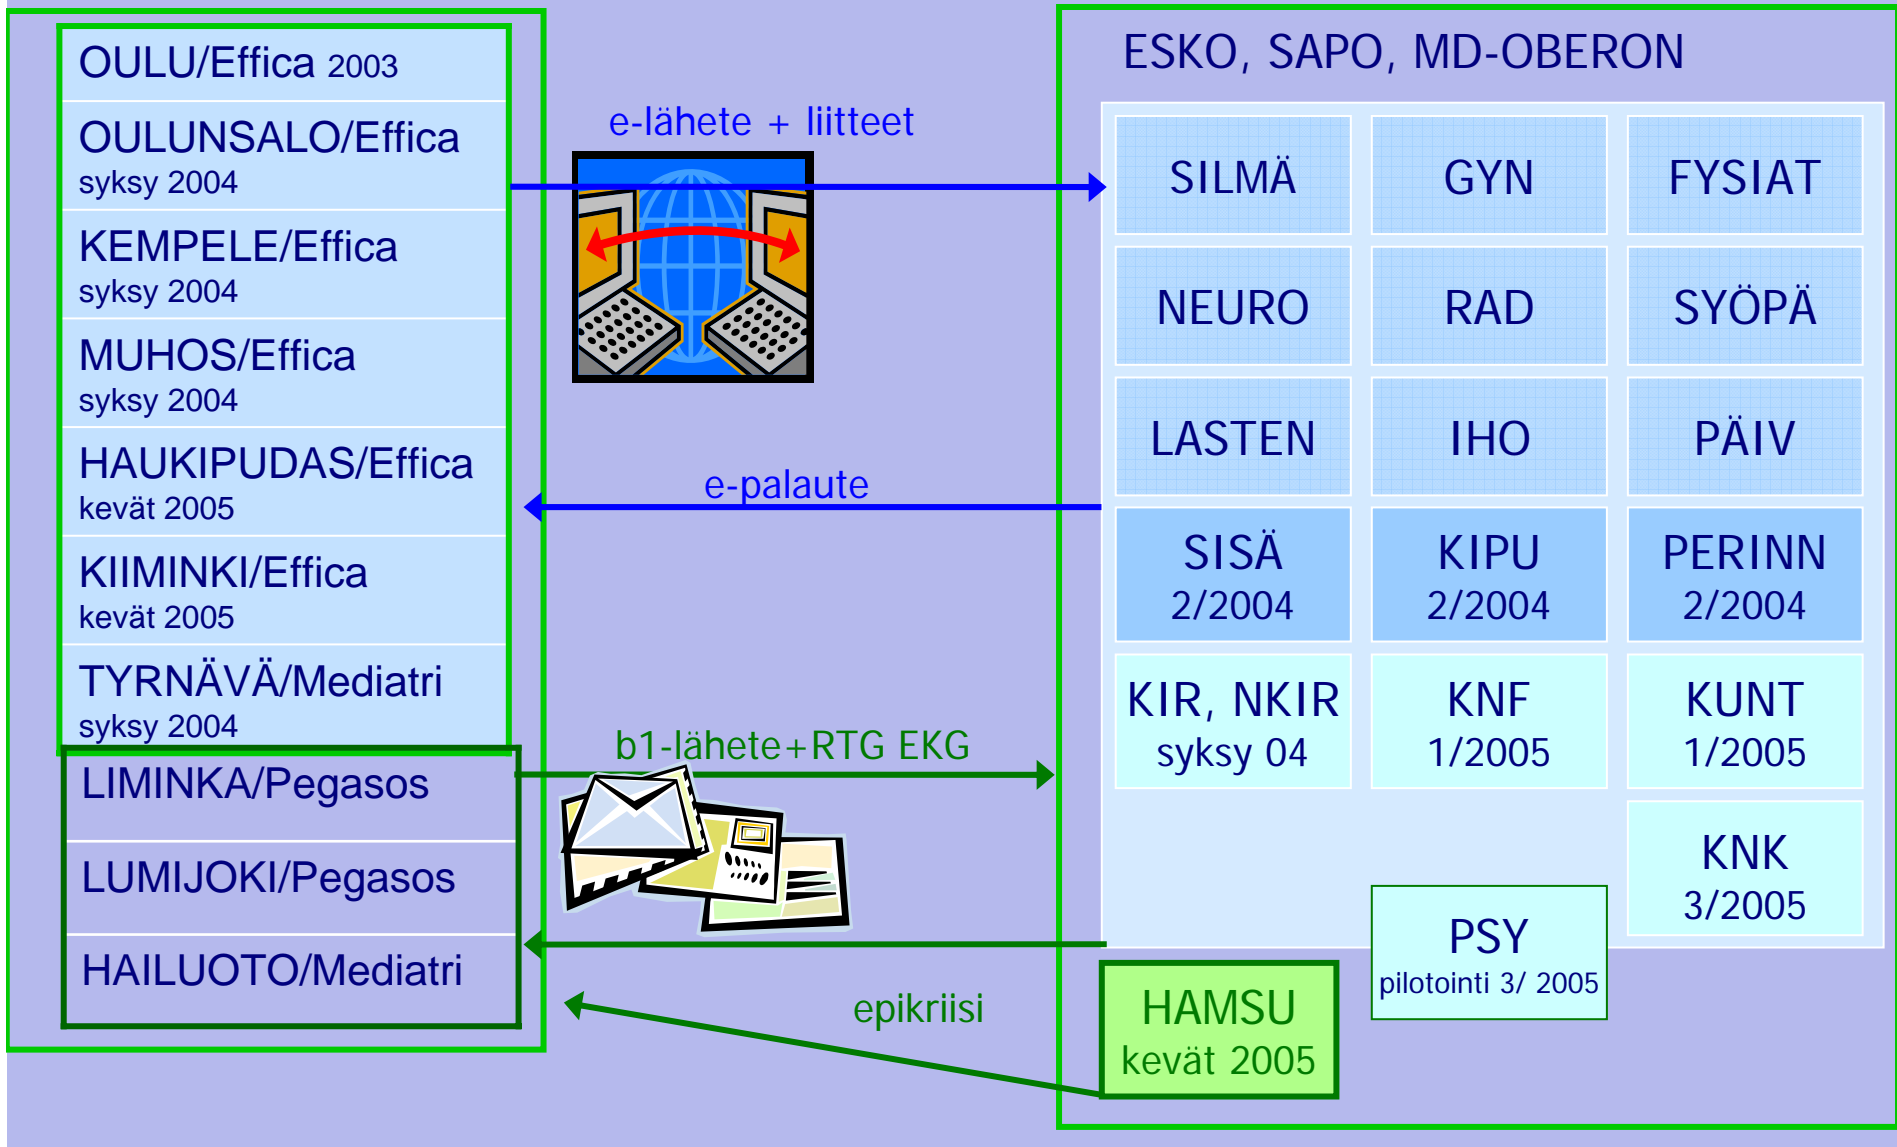 OULU/Effica 2003
OULUNSALO/Effica
syksy 2004
KEMPELE/Effica
syksy 2004
MUHOS/Effica
syksy 2004
HAUKIPUDAS/Effica
kevät 2005
KIIMINKI/Effica
kevät 2005
TYRNÄVÄ/Mediatri
syksy 2004
LIMINKA/Pegasos
LUMIJOKI/Pegasos
HAILUOTO/Mediatri
e-lähete + liitteet
e-palaute
b1-lähete+RTG EKG
epikriisi
ESKO, SAPO, MD-OBERON
SILMÄ
GYN
FYSIAT
NEURO
RAD
SYÖPÄ
LASTEN
IHO
PÄIV
SISÄ
2/2004
KIPU
2/2004
PERINN
2/2004
KIR, NKIR
syksy 04
KNF
1/2005
KUNT
1/2005
KNK
3/2005
PSY
pilotointi 3/ 2005
HAMSU
kevät 2005